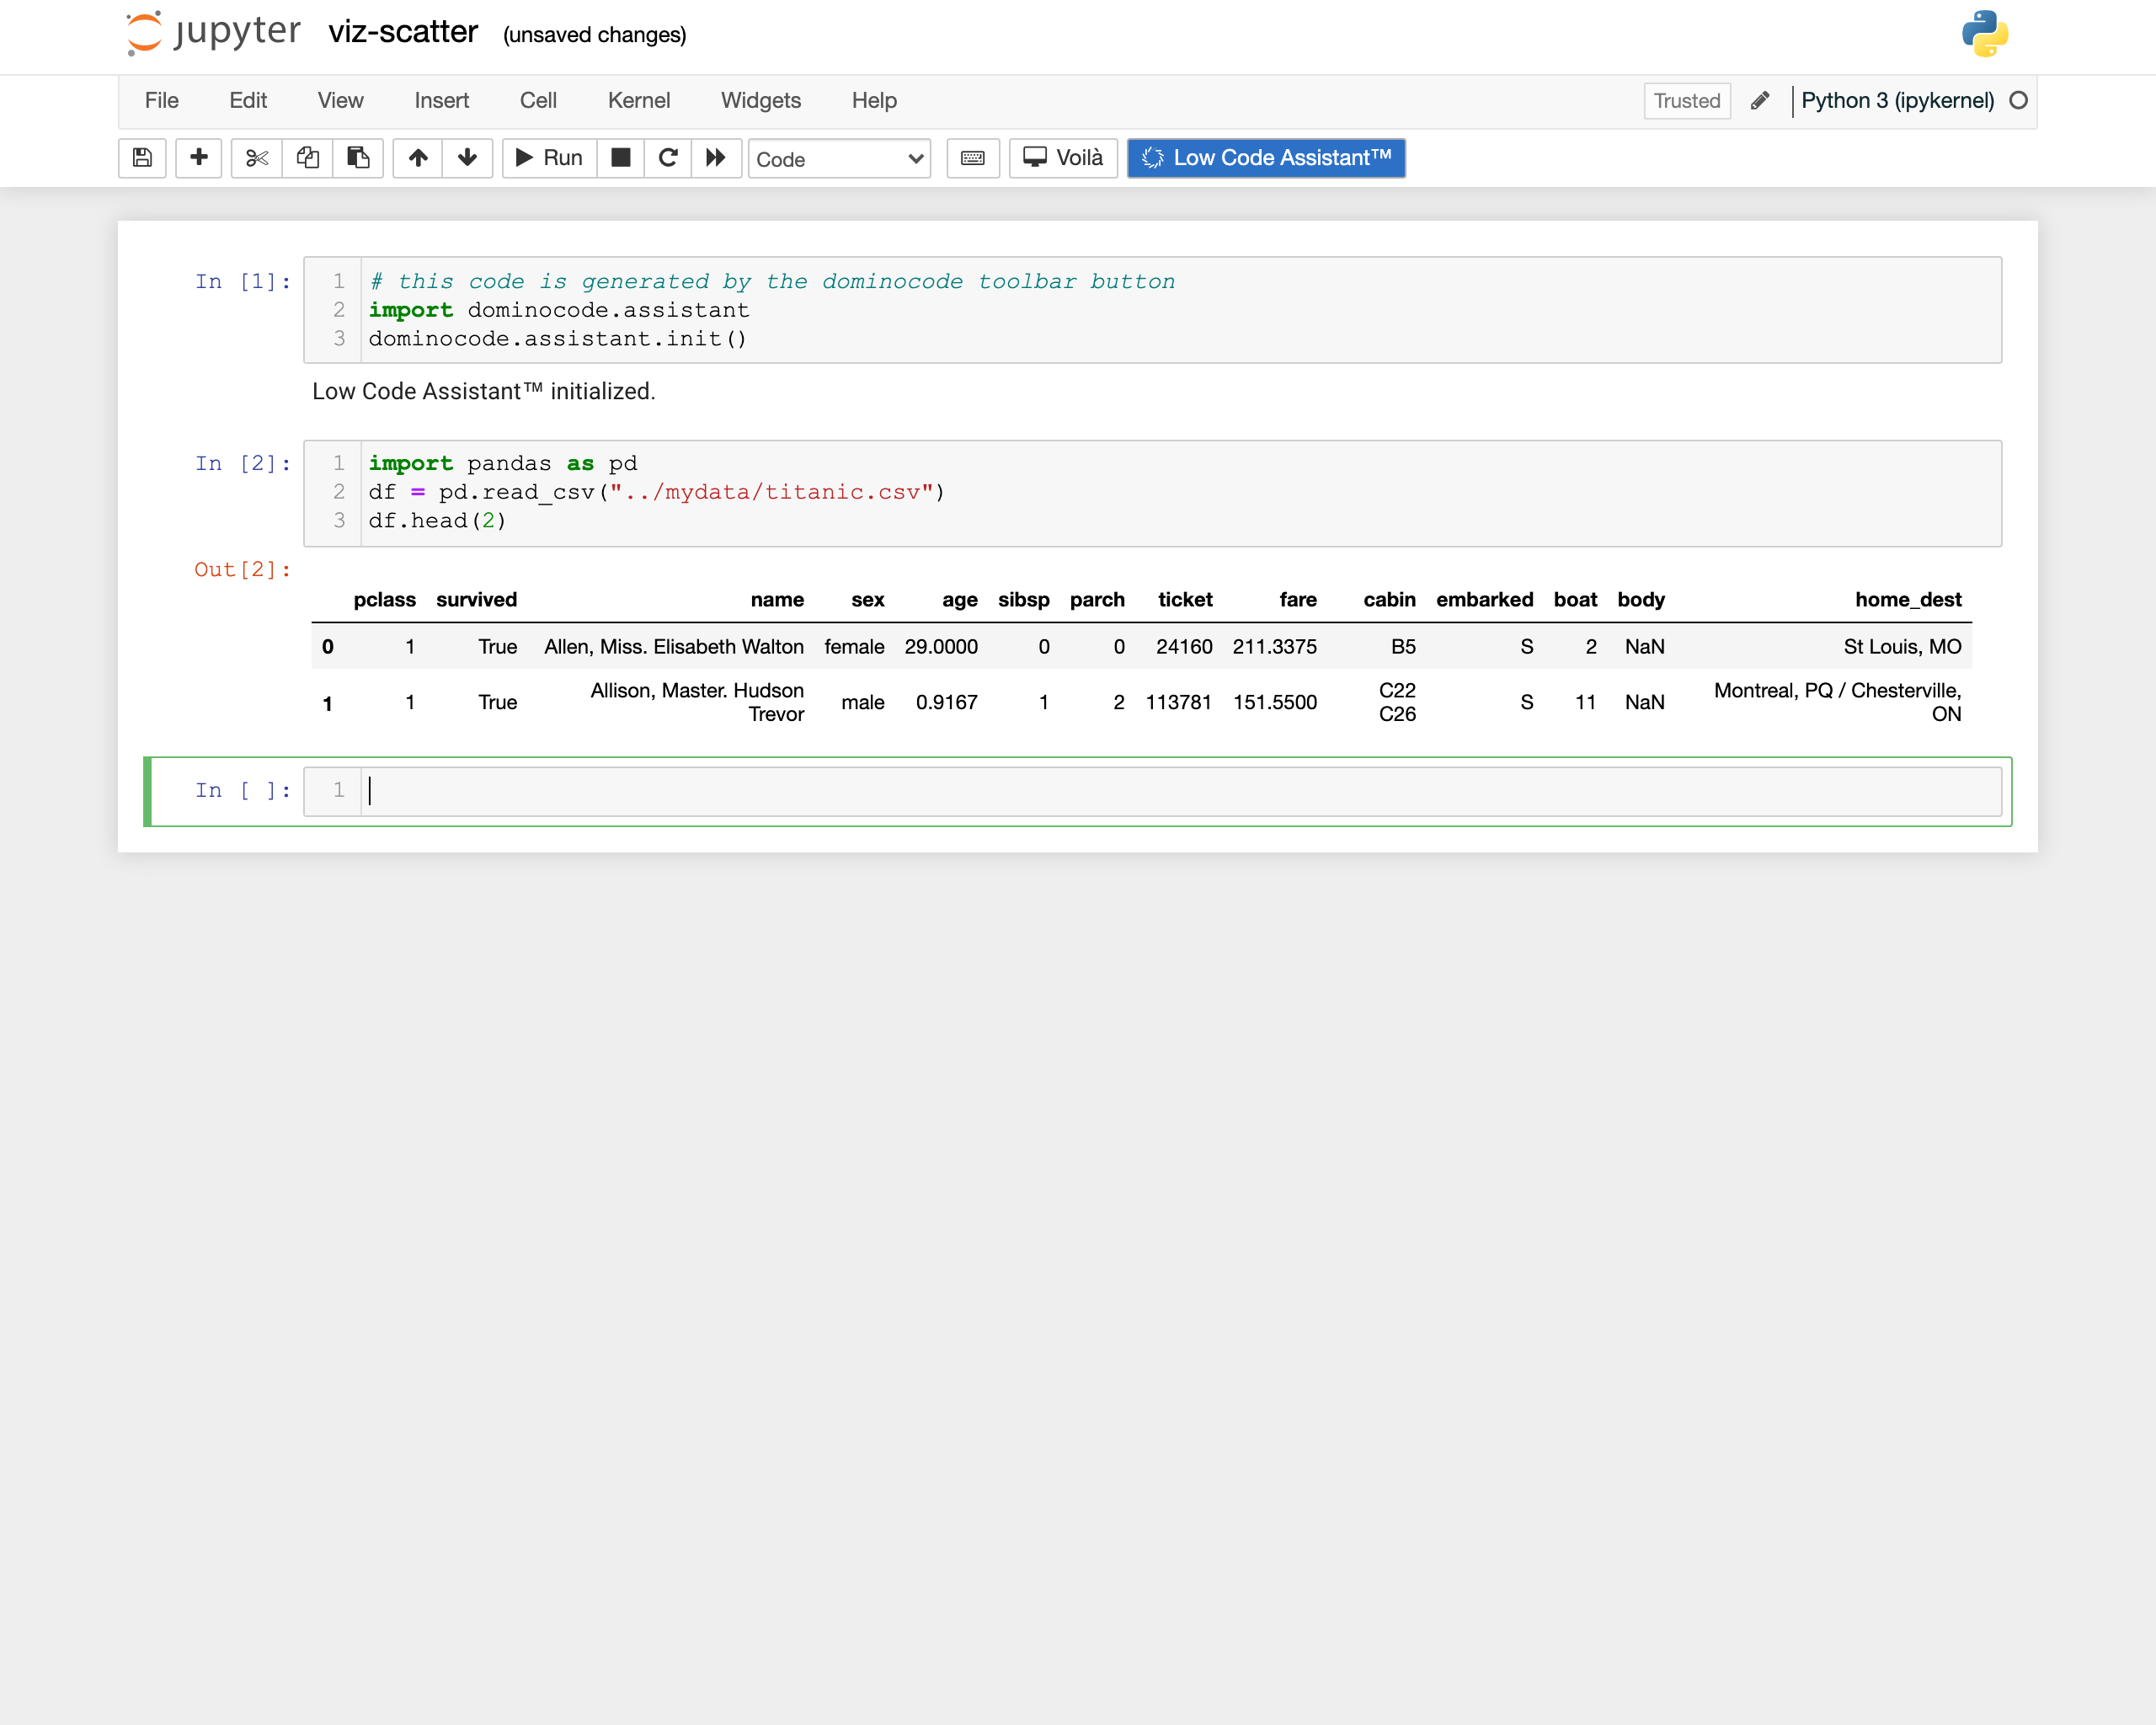 jupyter viz-scatter (unsaved changes)
File Edit View Insert Cell Kernel Widgets Help Trusted Python 3 (ipykernel)
Run Code Voilà Low Code Assistant™
In [1]: 1 # this code is generated by the dominocode toolbar button
2 import dominocode.assistant
3 dominocode.assistant.init()
Low Code Assistant™ initialized.
In [2]: 1 import pandas as pd
2 df = pd.read_csv("../mydata/titanic.csv")
3 df.head(2)
Out[2]:
pclass survived name sex age sibsp parch ticket fare cabin embarked boat body home_dest
0 1 True Allen, Miss. Elisabeth Walton female 29.0000 0 0 24160 211.3375 B5 S 2 NaN St Louis, MO
1 1 True Allison, Master. Hudson Trevor male 0.9167 1 2 113781 151.5500 C22 C26 S 11 NaN Montreal, PQ / Chesterville, ON
In [ ]: 1